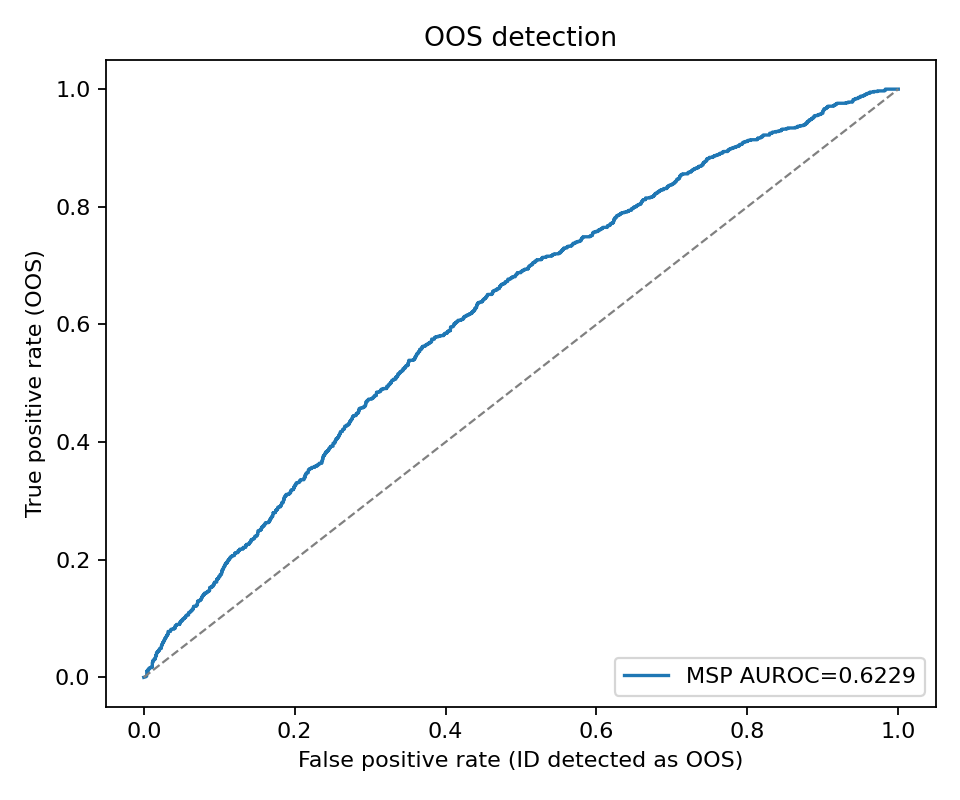 OOS detection
1.0
0.8
0.6
0.4
0.2
0.0
True positive rate (OOS)
MSP AUROC=0.6229
0.0 0.2 0.4 0.6 0.8 1.0
False positive rate (ID detected as OOS)